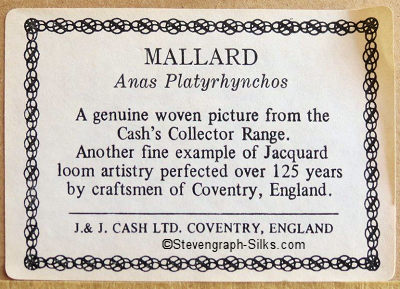 MALLARD
Anas Platyrhynchos
A genuine woven picture from the
Cash's Collector Range.
Another fine example of Jacquard
loom artistry perfected over 125 years
by craftsmen of Coventry, England.
J. & J. CASH LTD. COVENTRY, ENGLAND
©Stevengraph-Silks.com